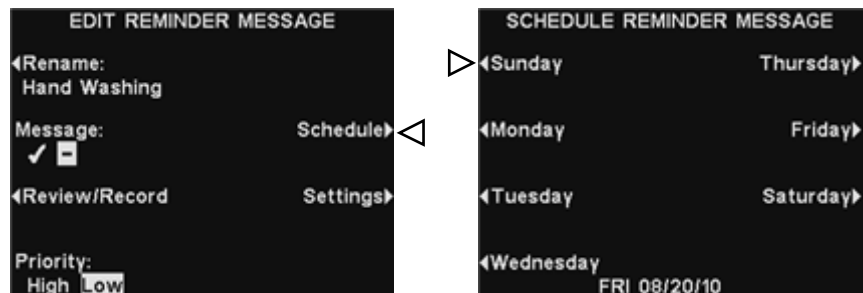 EDIT REMINDER MESSAGE
Rename:
Hand Washing
Message:
Schedule
✓ -
Review/Record
Settings
Priority:
High Low
SCHEDULE REMINDER MESSAGE
Sunday
Thursday
Monday
Friday
Tuesday
Saturday
Wednesday
FRI 08/20/10